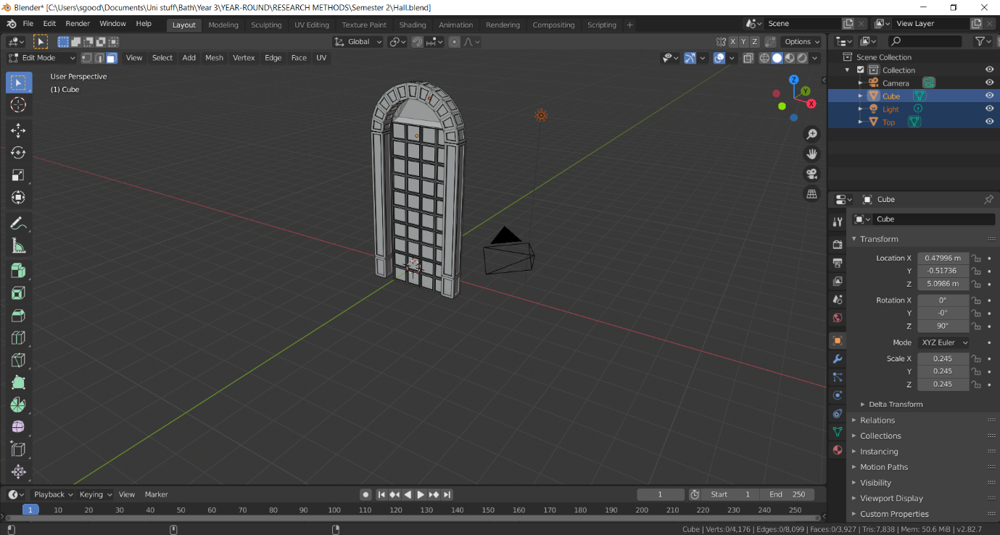 Blender* [C:\Users\sgood\Documents\Uni stuff\Bath\Year 3\YEAR-ROUND\RESEARCH METHODS\Semester 2\Hall.blend]
File Edit Render Window Help Layout Modeling Sculpting UV Editing Texture Paint Shading Animation Rendering Compositing Scripting + Scene View Layer
Global X Y Z Options
Edit Mode View Select Add Mesh Vertex Edge Face UV
Scene Collection
Collection
Camera
Cube
Light
Top
User Perspective
(1) Cube
Z
Y
X
Cube
Cube
Transform
Location X 0.47996 m
Y -0.51736
Z 5.0986 m
Rotation X 0°
Y -0°
Z 90°
Mode XYZ Euler
Scale X 0.245
Y 0.245
Z 0.245
Delta Transform
Relations
Collections
Instancing
Motion Paths
Visibility
Viewport Display
Custom Properties
Playback Keying View Marker 1 Start 1 End 250
1 10 20 30 40 50 60 70 80 90 100 110 120 130 140 150 160 170 180 190 200 210 220 230 240 250
Cube | Verts:0/4,176 | Edges:0/8,099 | Faces:0/3,927 | Tris:7,838 | Mem: 50.6 MiB | v2.82.7